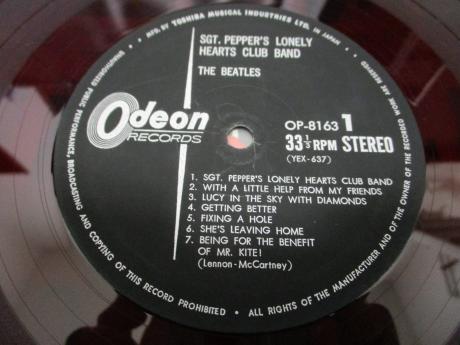 MFD. BY TOSHIBA MUSICAL INDUSTRIES LTD. IN JAPAN
SGT. PEPPER'S LONELY
HEARTS CLUB BAND
THE BEATLES
Odeon
RECORDS
OP-8163 1
33⅓ RPM STEREO
(YEX-637)
1. SGT. PEPPER'S LONELY HEARTS CLUB BAND
2. WITH A LITTLE HELP FROM MY FRIENDS
3. LUCY IN THE SKY WITH DIAMONDS
4. GETTING BETTER
5. FIXING A HOLE
6. SHE'S LEAVING HOME
7. BEING FOR THE BENEFIT
OF MR. KITE!
(Lennon-McCartney)
UNAUTHORIZED PUBLIC PERFORMANCE, BROADCASTING AND COPYING OF THIS RECORD PROHIBITED • ALL RIGHTS OF THE MANUFACTURER AND OF THE OWNER OF THE RECORDED WORK ARE RESERVED